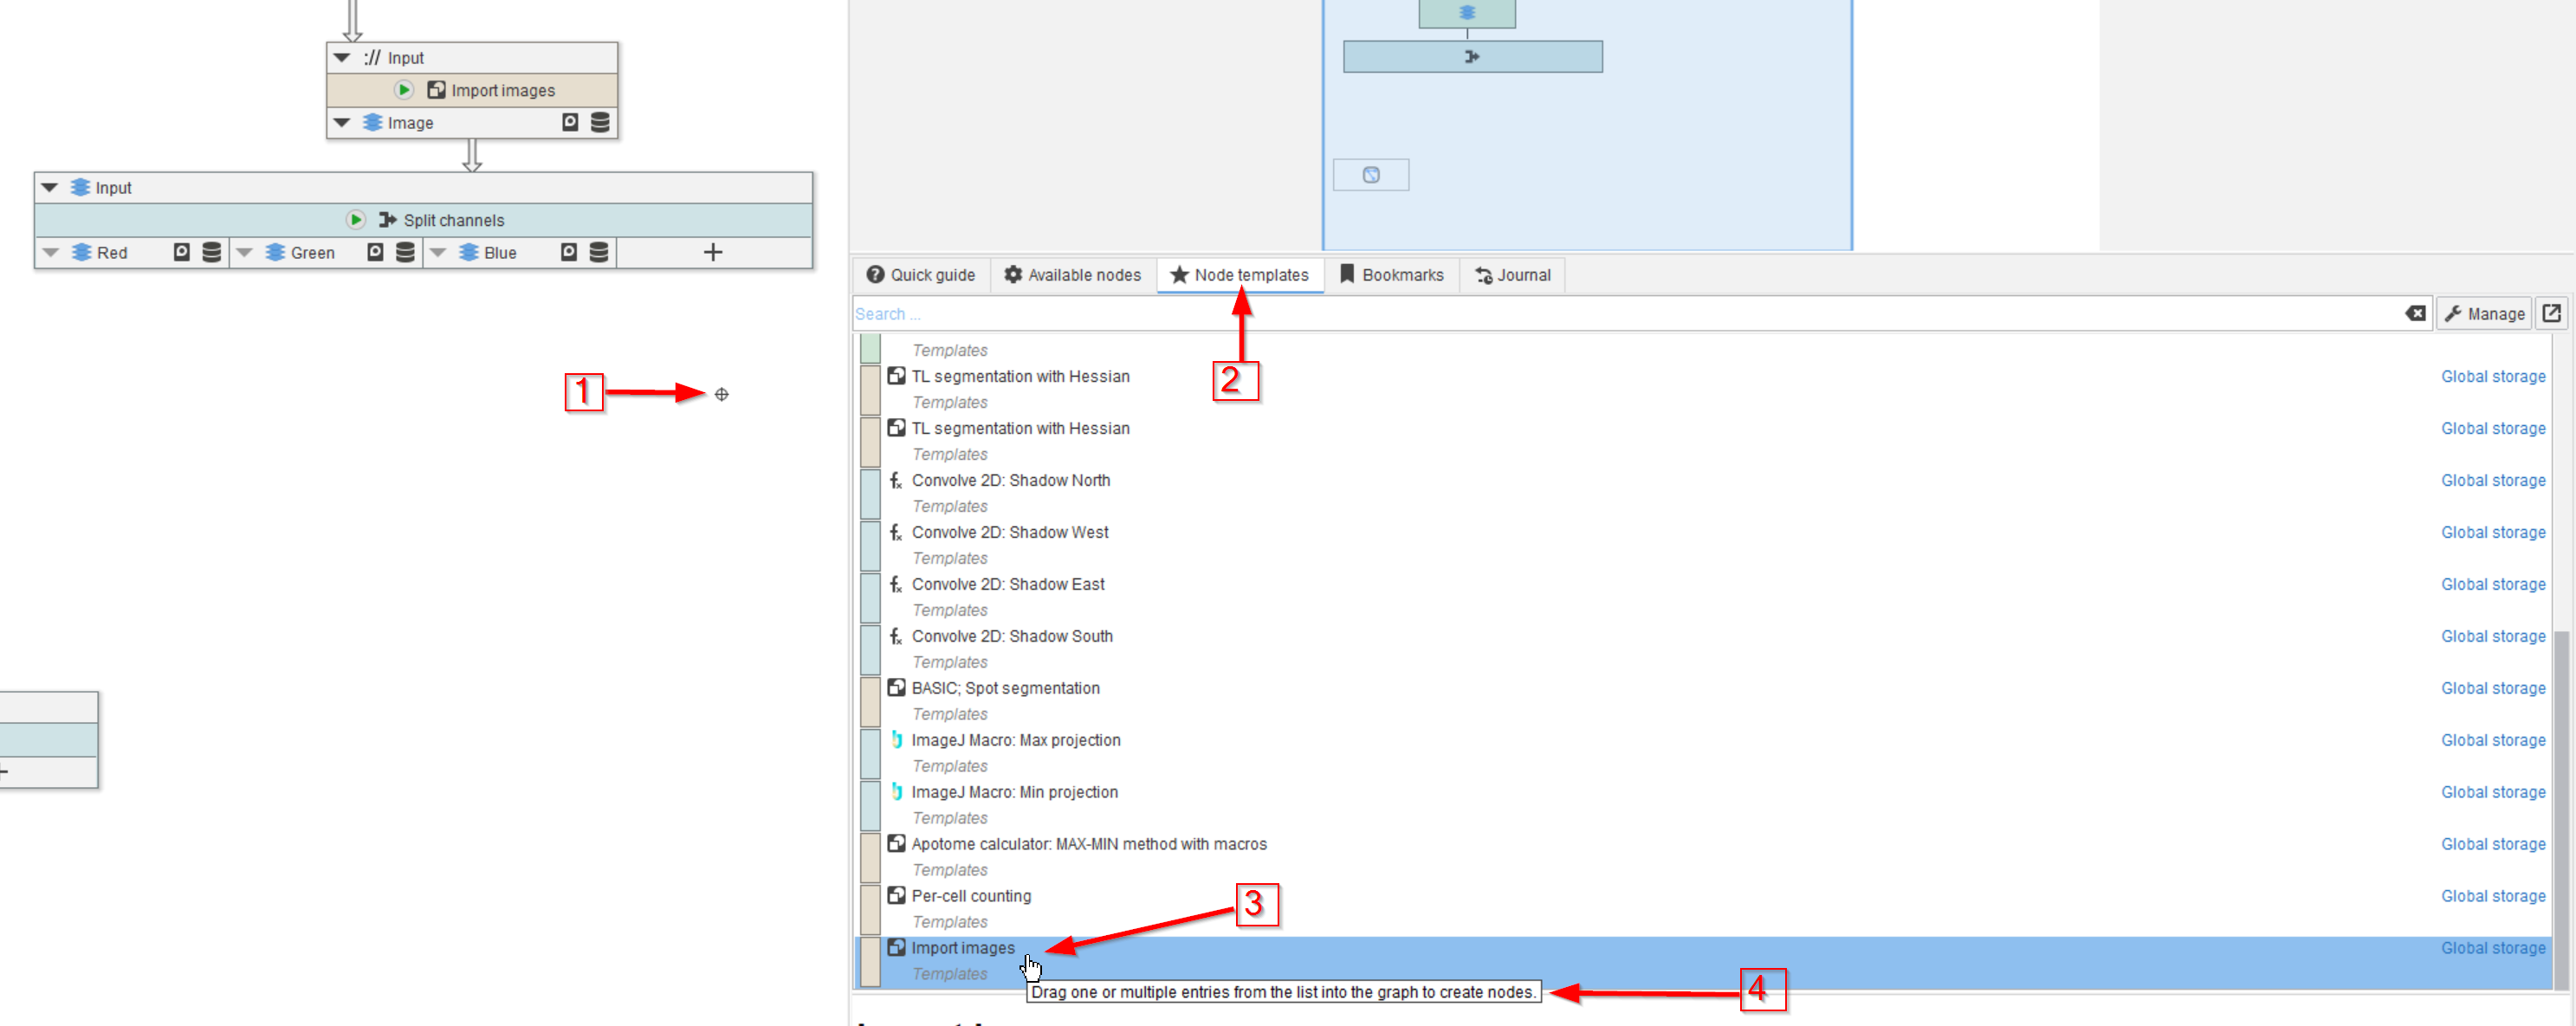 :// Input
Import images
Image
Input
Split channels
Red Green Blue +
1
Quick guide Available nodes Node templates Bookmarks Journal
Search ... Manage
2
Templates
TL segmentation with Hessian Global storage
Templates
TL segmentation with Hessian Global storage
Templates
Convolve 2D: Shadow North Global storage
Templates
Convolve 2D: Shadow West Global storage
Templates
Convolve 2D: Shadow East Global storage
Templates
Convolve 2D: Shadow South Global storage
Templates
BASIC; Spot segmentation Global storage
Templates
ImageJ Macro: Max projection Global storage
Templates
ImageJ Macro: Min projection Global storage
Templates
Apotome calculator: MAX-MIN method with macros Global storage
Templates
Per-cell counting Global storage
Templates
3
Import images Global storage
Templates
Drag one or multiple entries from the list into the graph to create nodes.
4